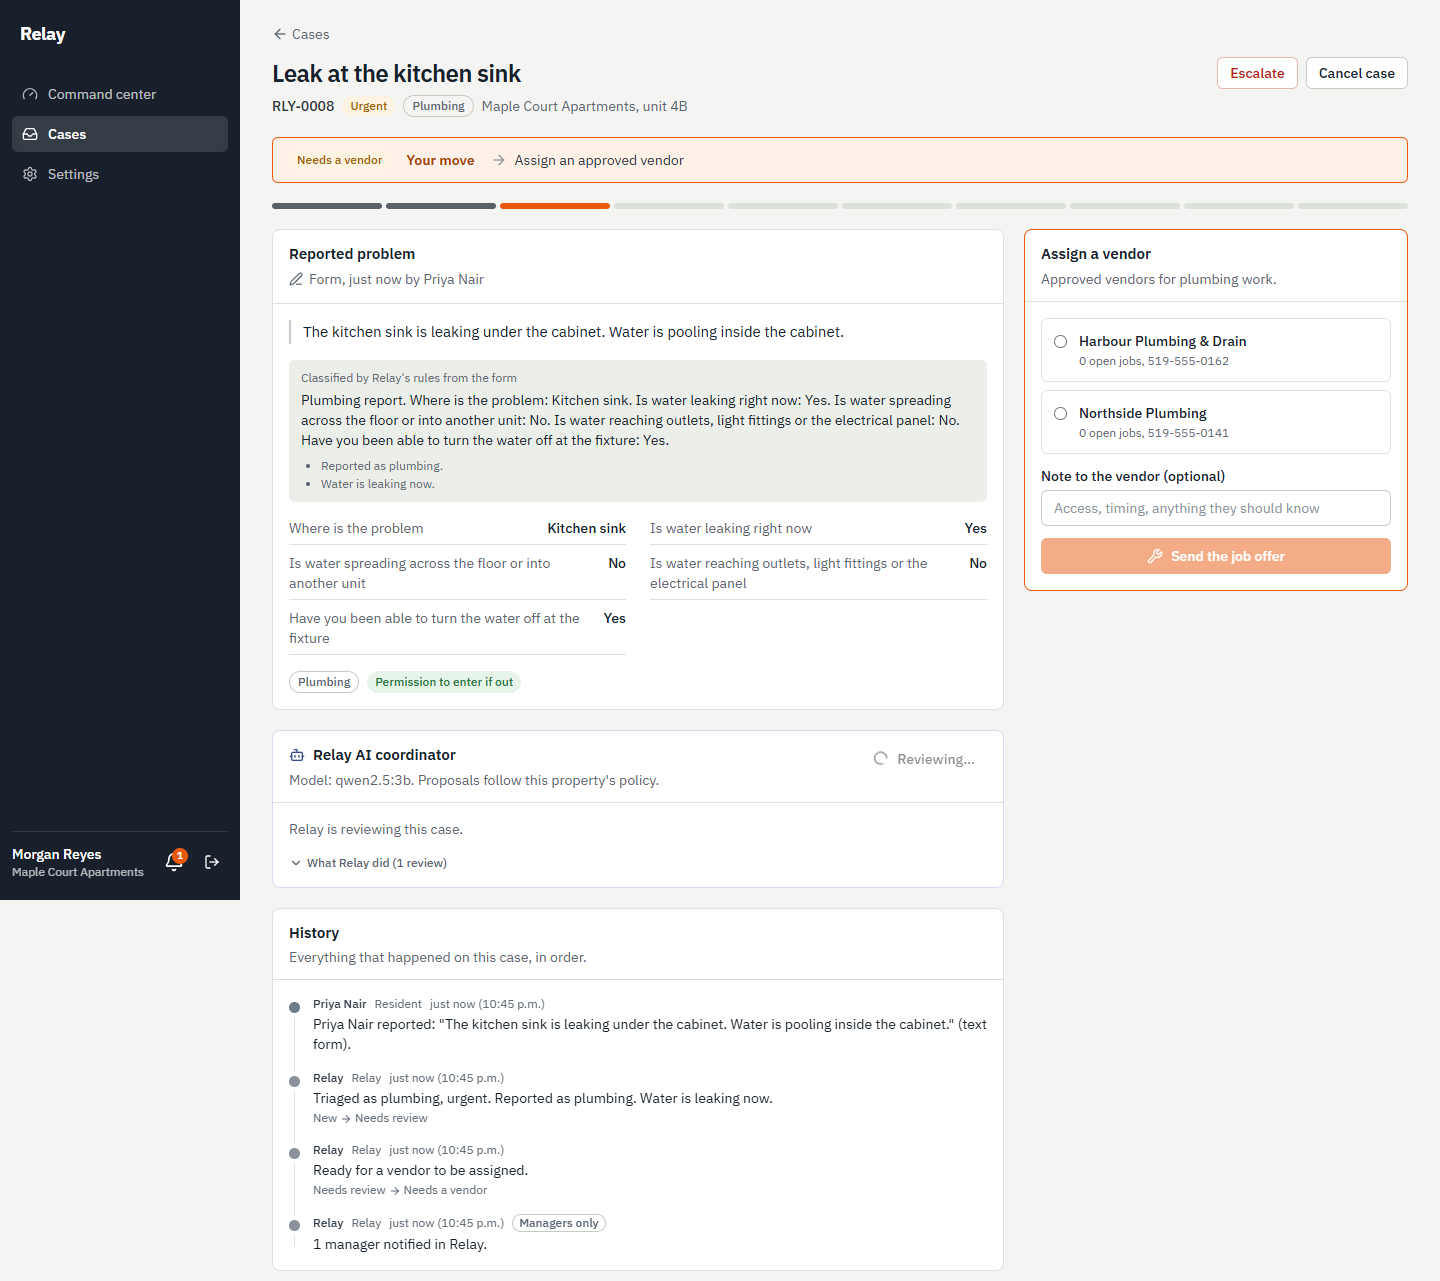 Relay
Command center
Cases
Settings
Morgan Reyes
Maple Court Apartments
1
Cases
Leak at the kitchen sink
RLY-0008 Urgent Plumbing Maple Court Apartments, unit 4B
Escalate Cancel case
Needs a vendor Your move → Assign an approved vendor
Reported problem
Form, just now by Priya Nair
The kitchen sink is leaking under the cabinet. Water is pooling inside the cabinet.
Classified by Relay's rules from the form
Plumbing report. Where is the problem: Kitchen sink. Is water leaking right now: Yes. Is water spreading
across the floor or into another unit: No. Is water reaching outlets, light fittings or the electrical panel: No.
Have you been able to turn the water off at the fixture: Yes.
• Reported as plumbing.
• Water is leaking now.
Where is the problem Kitchen sink
Is water leaking right now Yes
Is water spreading across the floor or into No
another unit
Is water reaching outlets, light fittings or the No
electrical panel
Have you been able to turn the water off at the Yes
fixture
Plumbing Permission to enter if out
Relay AI coordinator
Reviewing...
Model: qwen2.5:3b. Proposals follow this property's policy.
Relay is reviewing this case.
What Relay did (1 review)
History
Everything that happened on this case, in order.
Priya Nair Resident just now (10:45 p.m.)
Priya Nair reported: "The kitchen sink is leaking under the cabinet. Water is pooling inside the cabinet." (text
form).
Relay Relay just now (10:45 p.m.)
Triaged as plumbing, urgent. Reported as plumbing. Water is leaking now.
New → Needs review
Relay Relay just now (10:45 p.m.)
Ready for a vendor to be assigned.
Needs review → Needs a vendor
Relay Relay just now (10:45 p.m.) Managers only
1 manager notified in Relay.
Assign a vendor
Approved vendors for plumbing work.
Harbour Plumbing & Drain
0 open jobs, 519-555-0162
Northside Plumbing
0 open jobs, 519-555-0141
Note to the vendor (optional)
Access, timing, anything they should know
Send the job offer